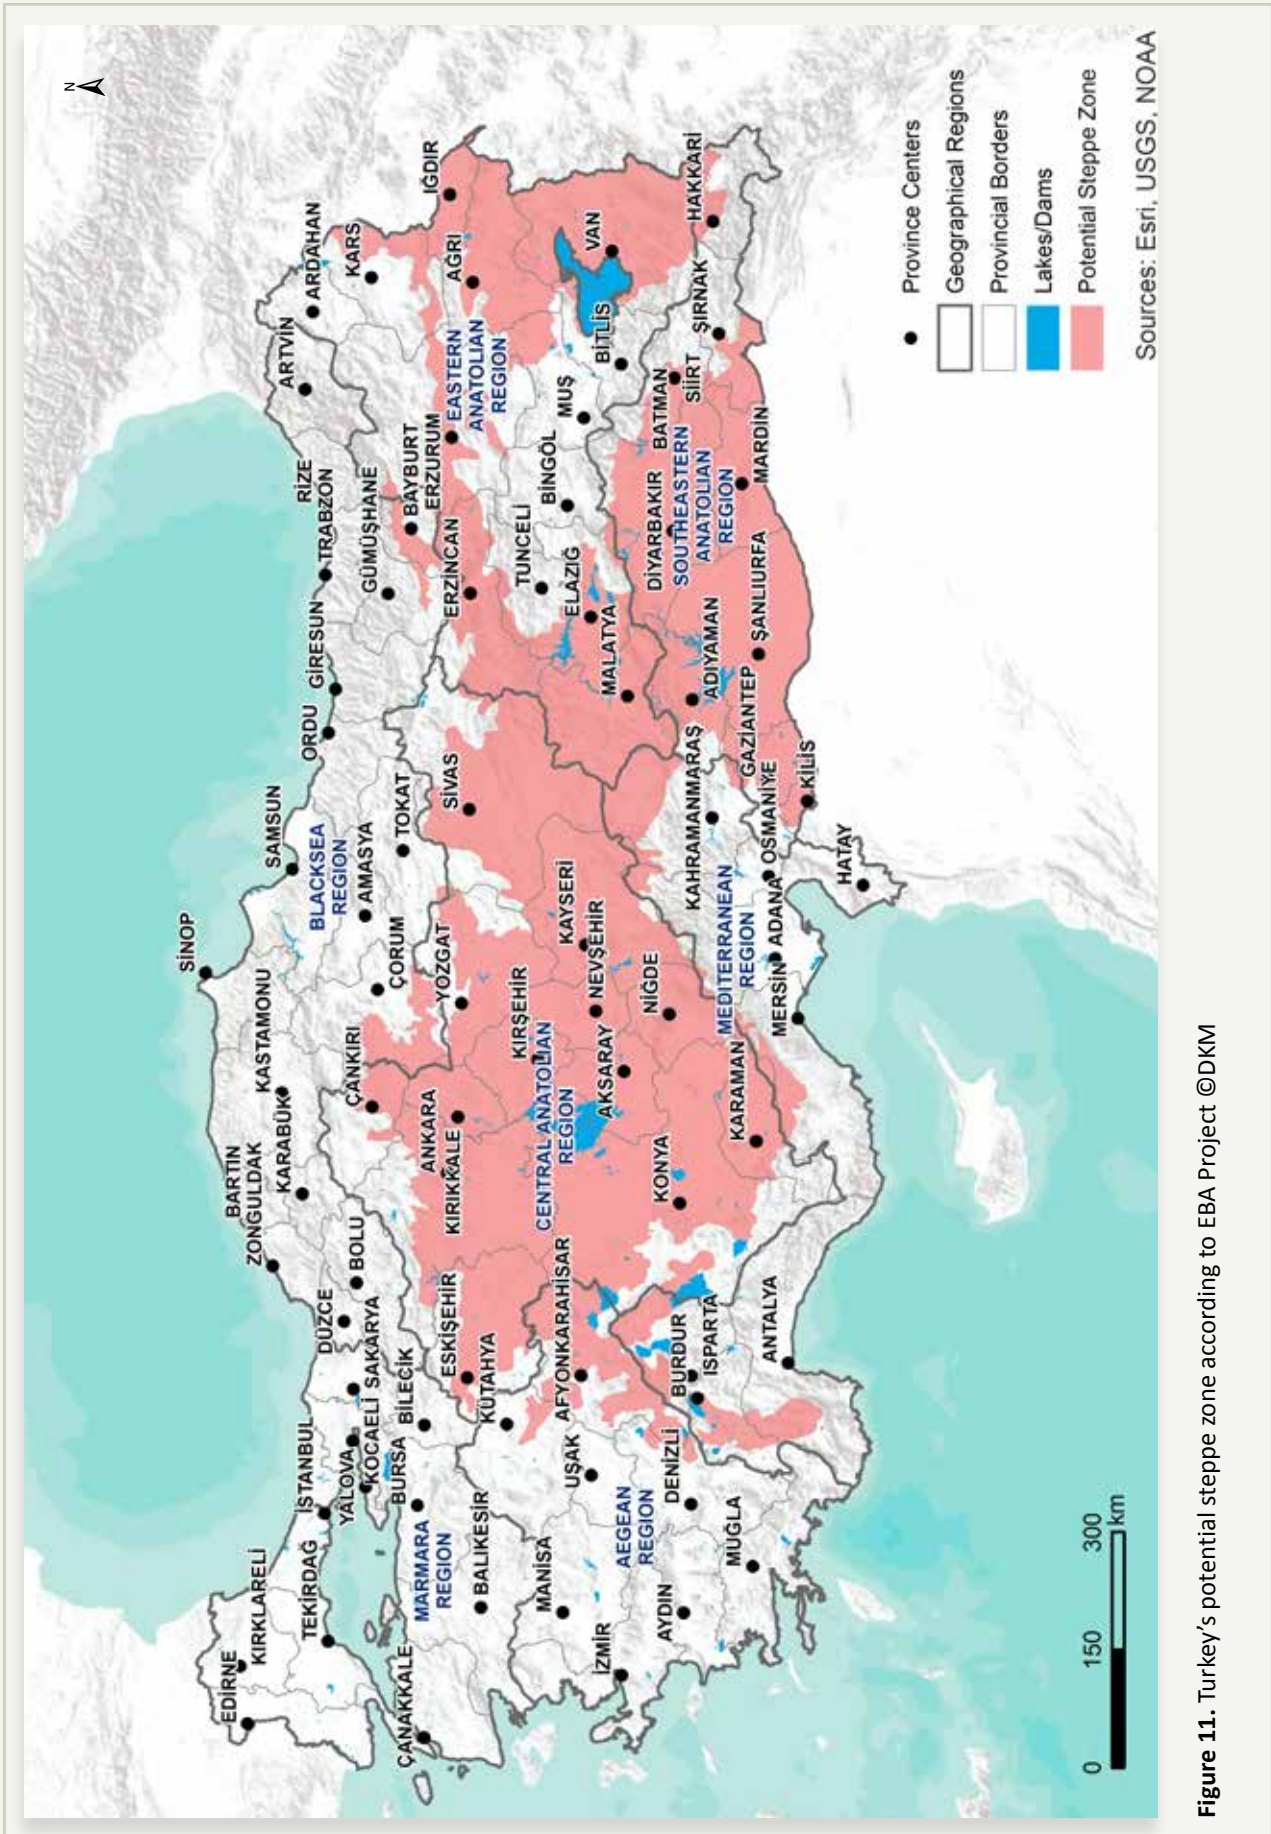 N
EDİRNE
KIRKLARELİ
TEKİRDAĞ
İSTANBUL
YALOVA
KOCAELİ
SAKARYA
DÜZCE
BOLU
ZONGULDAK
BARTIN
KARABÜK
KASTAMONU
SİNOP
ÇANKIRI
ÇORUM
SAMSUN
BLACKSEA
REGION
AMASYA
TOKAT
ORDU
GİRESUN
TRABZON
RİZE
GÜMÜŞHANE
BAYBURT
ARTVİN
ARDAHAN
KARS
IĞDIR
AĞRI
ERZURUM
ERZİNCAN
EASTERN
ANATOLIAN
REGION
ÇANAKKALE
MARMARA
REGION
BURSA
BİLECİK
BALIKESİR
ESKİŞEHİR
KÜTAHYA
ANKARA
KIRIKKALE
YOZGAT
SİVAS
KIRŞEHİR
CENTRAL ANATOLIAN
REGION
KAYSERİ
NEVŞEHİR
AKSARAY
NİĞDE
KONYA
KARAMAN
MANİSA
İZMİR
UŞAK
AFYONKARAHİSAR
AEGEAN
REGION
AYDIN
DENİZLİ
MUĞLA
BURDUR
ISPARTA
ANTALYA
MEDITERRANEAN
REGION
MERSİN
ADANA
OSMANİYE
HATAY
KAHRAMANMARAŞ
GAZİANTEP
KİLİS
MALATYA
ELAZIĞ
TUNCELİ
BİNGÖL
MUŞ
BİTLİS
VAN
HAKKARİ
ŞIRNAK
SİİRT
BATMAN
DİYARBAKIR
SOUTHEASTERN
ANATOLIAN
REGION
MARDİN
ADIYAMAN
ŞANLIURFA
0 150 300
km
Province Centers
Geographical Regions
Provincial Borders
Lakes/Dams
Potential Steppe Zone
Sources: Esri, USGS, NOAA
Figure 11. Turkey's potential steppe zone according to EBA Project ©DKM